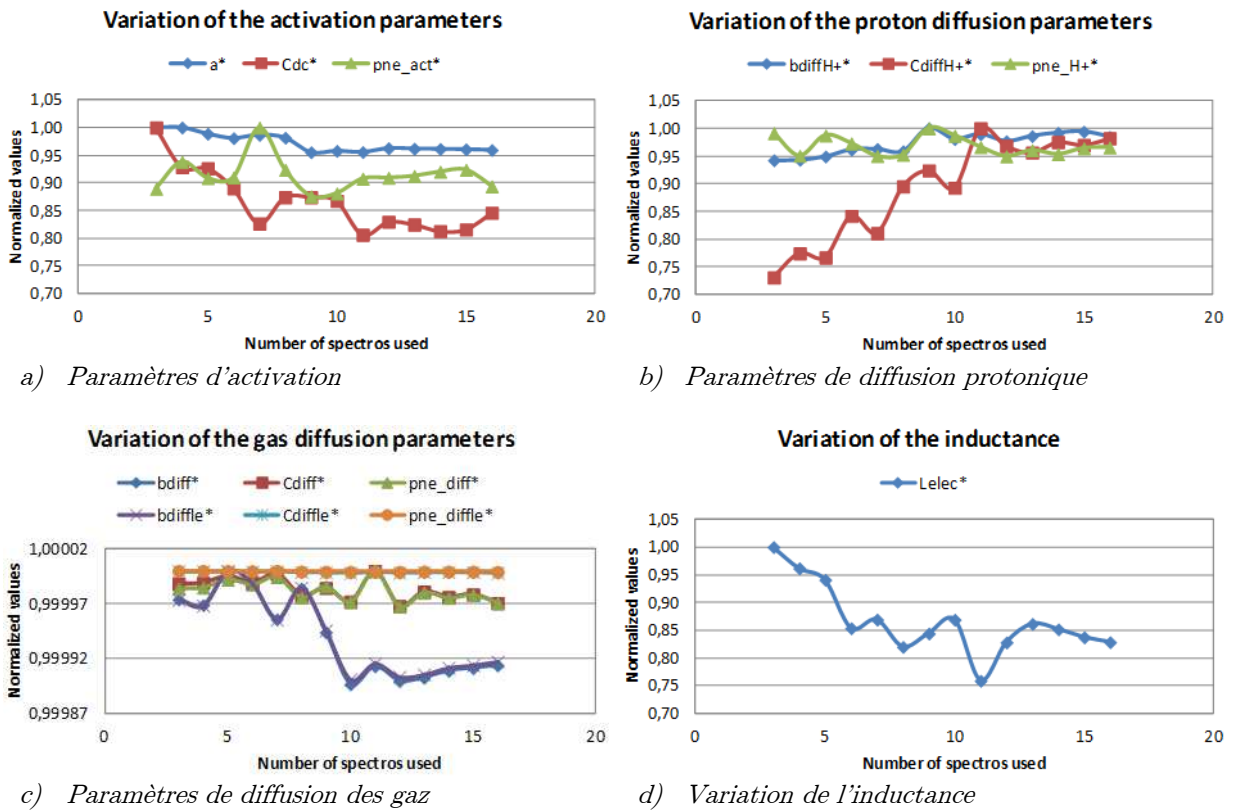 Variation of the activation parameters
a* Cdc* pne_act*
Normalized values
1,05
1,00
0,95
0,90
0,85
0,80
0,75
0,70
0 5 10 15 20
Number of spectros used
a) Paramètres d'activation
Variation of the proton diffusion parameters
bdiffH+* CdiffH+* pne_H+*
Normalized values
1,05
1,00
0,95
0,90
0,85
0,80
0,75
0,70
0 5 10 15 20
Number of spectros used
b) Paramètres de diffusion protonique
Variation of the gas diffusion parameters
bdiff* Cdiff* pne_diff*
bdiffle* Cdiffle* pne_diffle*
Normalized values
1,00002
0,99997
0,99992
0,99987
0 5 10 15 20
Number of spectros used
c) Paramètres de diffusion des gaz
Variation of the inductance
Lelec*
Normalized values
1,05
1,00
0,95
0,90
0,85
0,80
0,75
0,70
0 5 10 15 20
Number of spectros used
d) Variation de l'inductance